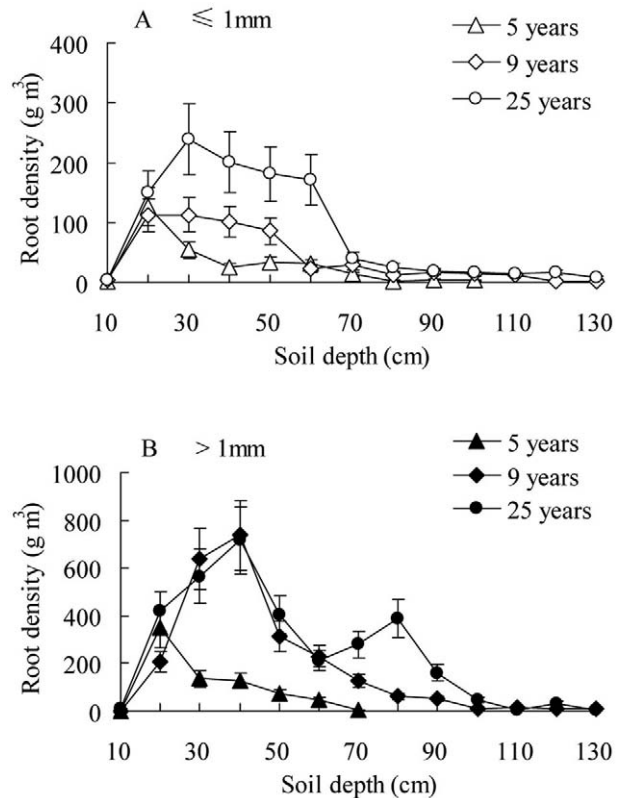 A ≤ 1mm
5 years
9 years
25 years
400
300
200
100
0
Root density (g m³)
10 30 50 70 90 110 130
Soil depth (cm)
B > 1mm
5 years
9 years
25 years
1000
800
600
400
200
0
Root density (g m³)
10 30 50 70 90 110 130
Soil depth (cm)